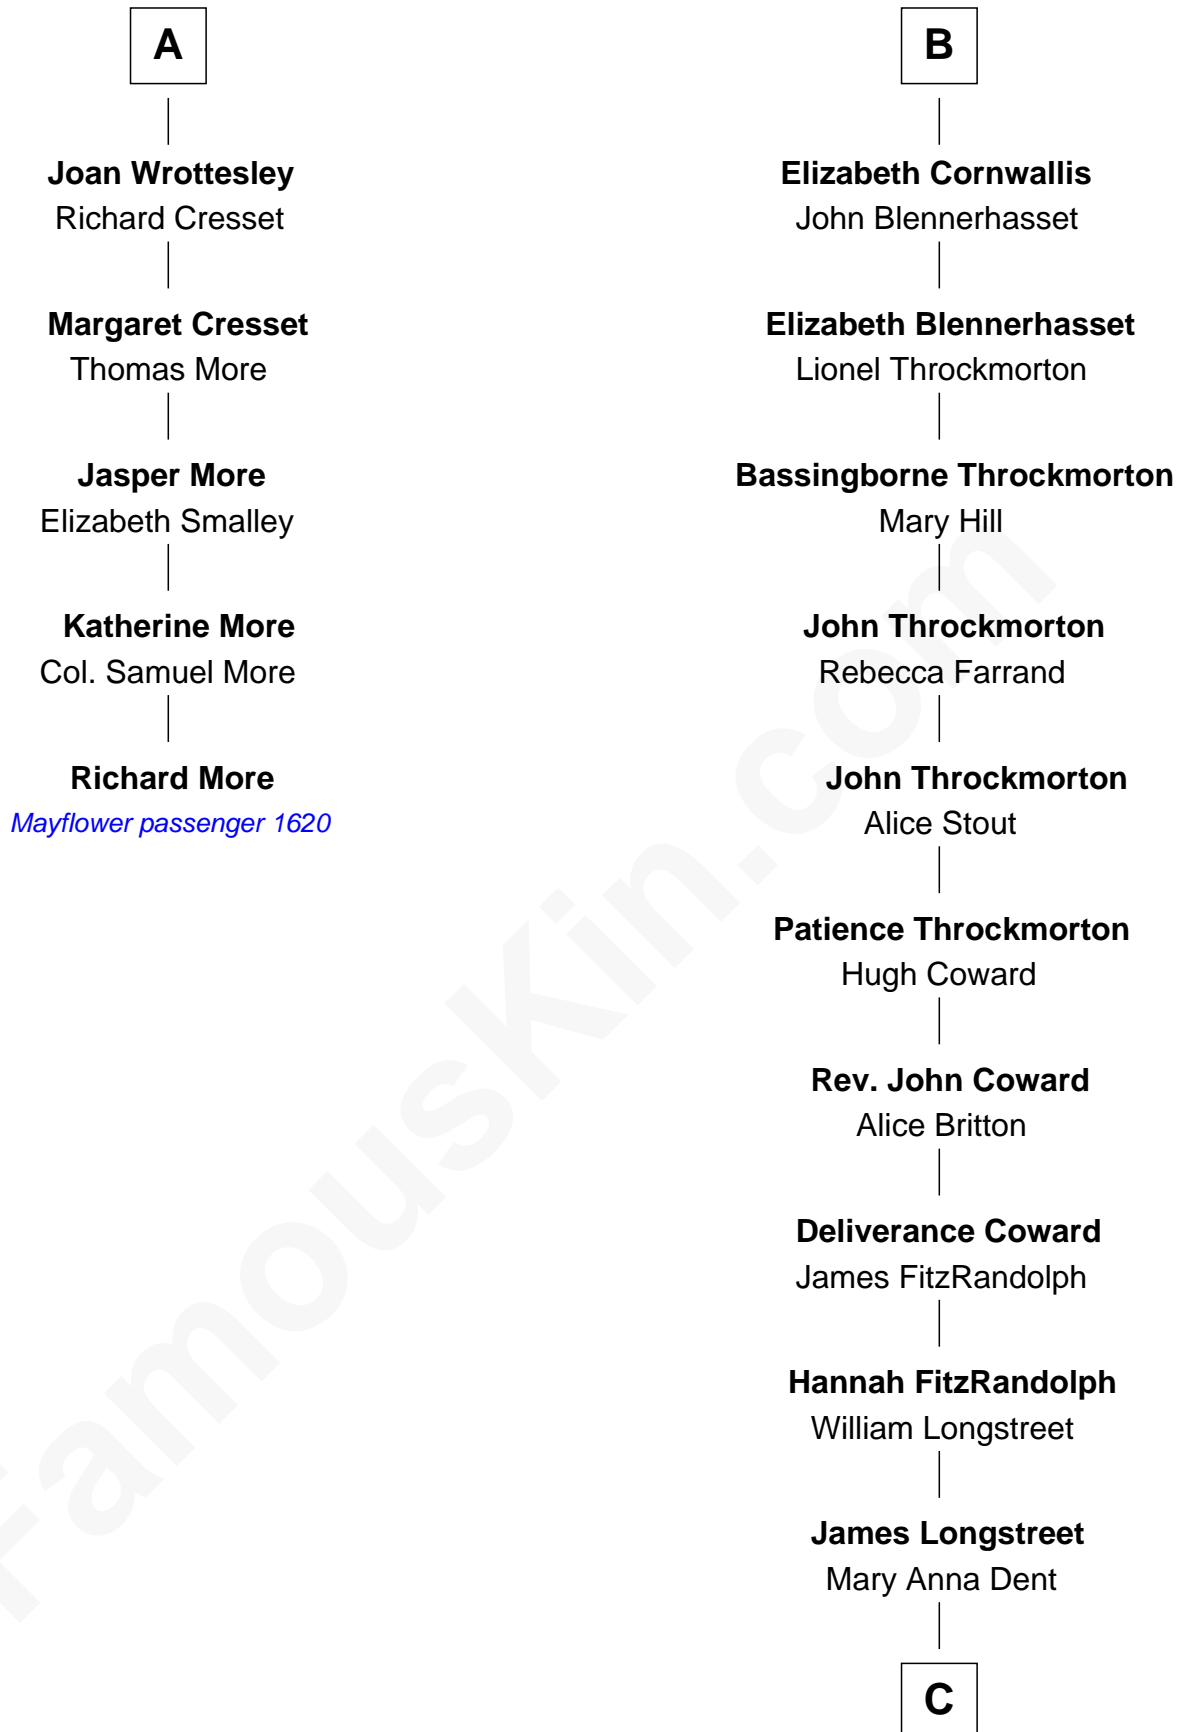 A
Joan Wrottesley
Richard Cresset
Margaret Cresset
Thomas More
Jasper More
Elizabeth Smalley
Katherine More
Col. Samuel More
Richard More
Mayflower passenger 1620
B
Elizabeth Cornwallis
John Blennerhasset
Elizabeth Blennerhasset
Lionel Throckmorton
Bassingborne Throckmorton
Mary Hill
John Throckmorton
Rebecca Farrand
John Throckmorton
Alice Stout
Patience Throckmorton
Hugh Coward
Rev. John Coward
Alice Britton
Deliverance Coward
James FitzRandolph
Hannah FitzRandolph
William Longstreet
James Longstreet
Mary Anna Dent
C
FamousKin.com